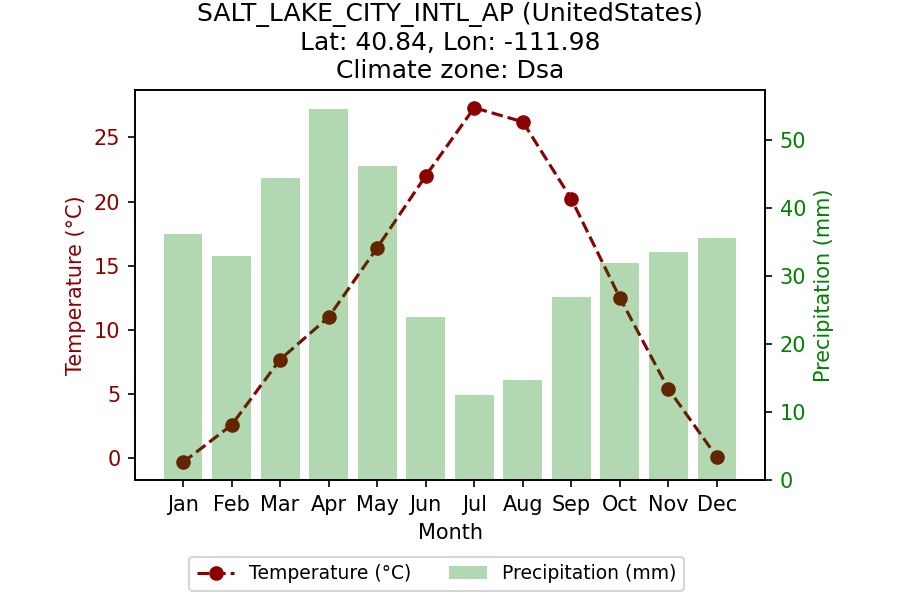 SALT_LAKE_CITY_INTL_AP (UnitedStates)
Lat: 40.84, Lon: -111.98
Climate zone: Dsa
Temperature (°C)
25
20
15
10
5
0
50
40
30
20
10
0
Precipitation (mm)
Jan Feb Mar Apr May Jun Jul Aug Sep Oct Nov Dec
Month
Temperature (°C) Precipitation (mm)